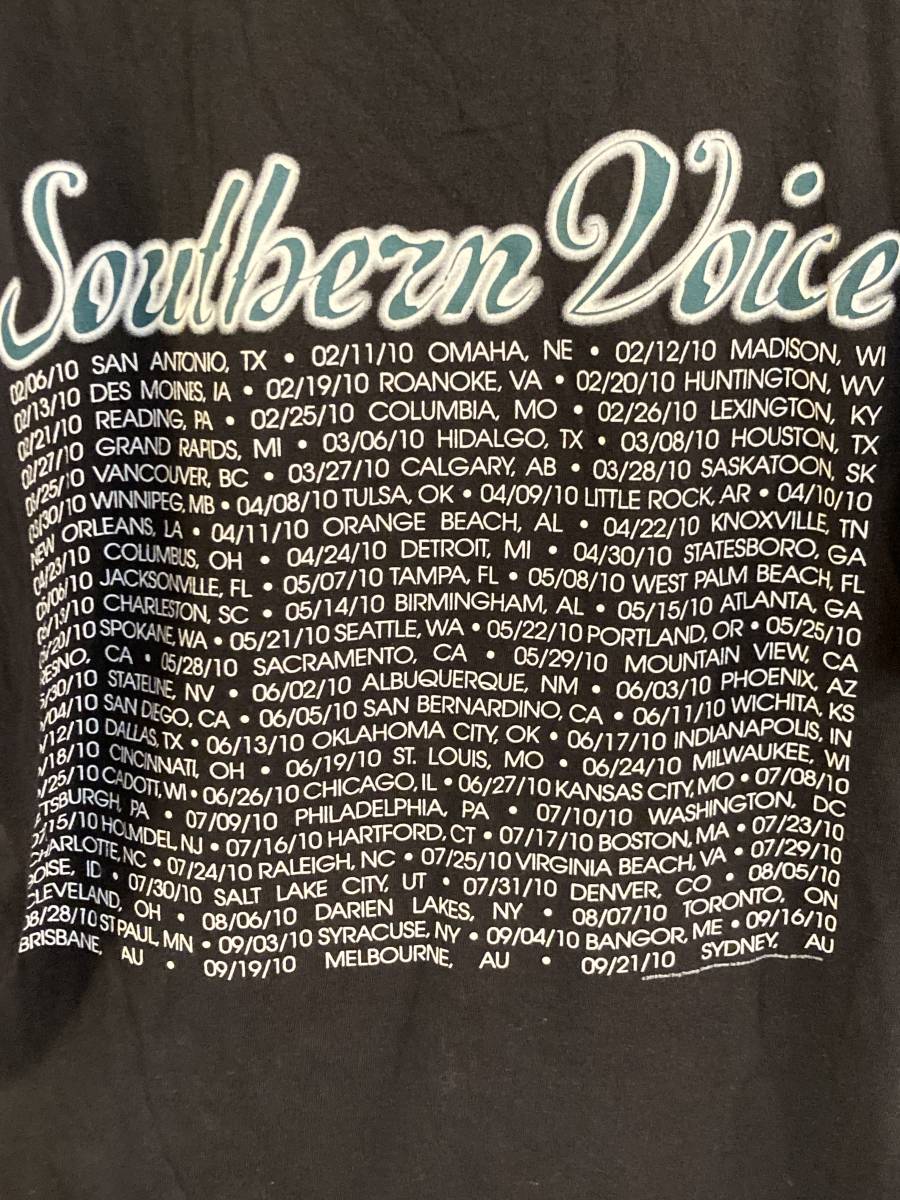 Southern Voice
02/06/10 SAN ANTONIO, TX • 02/11/10 OMAHA, NE • 02/12/10 MADISON, WI
02/13/10 DES MOINES, IA • 02/19/10 ROANOKE, VA • 02/20/10 HUNTINGTON, WV
02/21/10 READING, PA • 02/25/10 COLUMBIA, MO • 02/26/10 LEXINGTON, KY
02/27/10 GRAND RAPIDS, MI • 03/06/10 HIDALGO, TX • 03/08/10 HOUSTON, TX
03/25/10 VANCOUVER, BC • 03/27/10 CALGARY, AB • 03/28/10 SASKATOON, SK
03/30/10 WINNIPEG, MB • 04/08/10 TULSA, OK • 04/09/10 LITTLE ROCK, AR • 04/10/10
NEW ORLEANS, LA • 04/11/10 ORANGE BEACH, AL • 04/22/10 KNOXVILLE, TN
04/23/10 COLUMBUS, OH • 04/24/10 DETROIT, MI • 04/30/10 STATESBORO, GA
05/06/10 JACKSONVILLE, FL • 05/07/10 TAMPA, FL • 05/08/10 WEST PALM BEACH, FL
05/13/10 CHARLESTON, SC • 05/14/10 BIRMINGHAM, AL • 05/15/10 ATLANTA, GA
05/20/10 SPOKANE, WA • 05/21/10 SEATTLE, WA • 05/22/10 PORTLAND, OR • 05/25/10
RESNO, CA • 05/28/10 SACRAMENTO, CA • 05/29/10 MOUNTAIN VIEW, CA
5/30/10 STATELINE, NV • 06/02/10 ALBUQUERQUE, NM • 06/03/10 PHOENIX, AZ
/04/10 SAN DIEGO, CA • 06/05/10 SAN BERNARDINO, CA • 06/11/10 WICHITA, KS
/12/10 DALLAS, TX • 06/13/10 OKLAHOMA CITY, OK • 06/17/10 INDIANAPOLIS, IN
/18/10 CINCINNATI, OH • 06/19/10 ST. LOUIS, MO • 06/24/10 MILWAUKEE, WI
/25/10 CADOTT, WI • 06/26/10 CHICAGO, IL • 06/27/10 KANSAS CITY, MO • 07/08/10
ITTSBURGH, PA • 07/09/10 PHILADELPHIA, PA • 07/10/10 WASHINGTON, DC
07/15/10 HOLMDEL, NJ • 07/16/10 HARTFORD, CT • 07/17/10 BOSTON, MA • 07/23/10
CHARLOTTE, NC • 07/24/10 RALEIGH, NC • 07/25/10 VIRGINIA BEACH, VA • 07/29/10
BOISE, ID • 07/30/10 SALT LAKE CITY, UT • 07/31/10 DENVER, CO • 08/05/10
CLEVELAND, OH • 08/06/10 DARIEN LAKES, NY • 08/07/10 TORONTO, ON
08/28/10 ST PAUL, MN • 09/03/10 SYRACUSE, NY • 09/04/10 BANGOR, ME • 09/16/10
BRISBANE, AU • 09/19/10 MELBOURNE, AU • 09/21/10 SYDNEY, AU